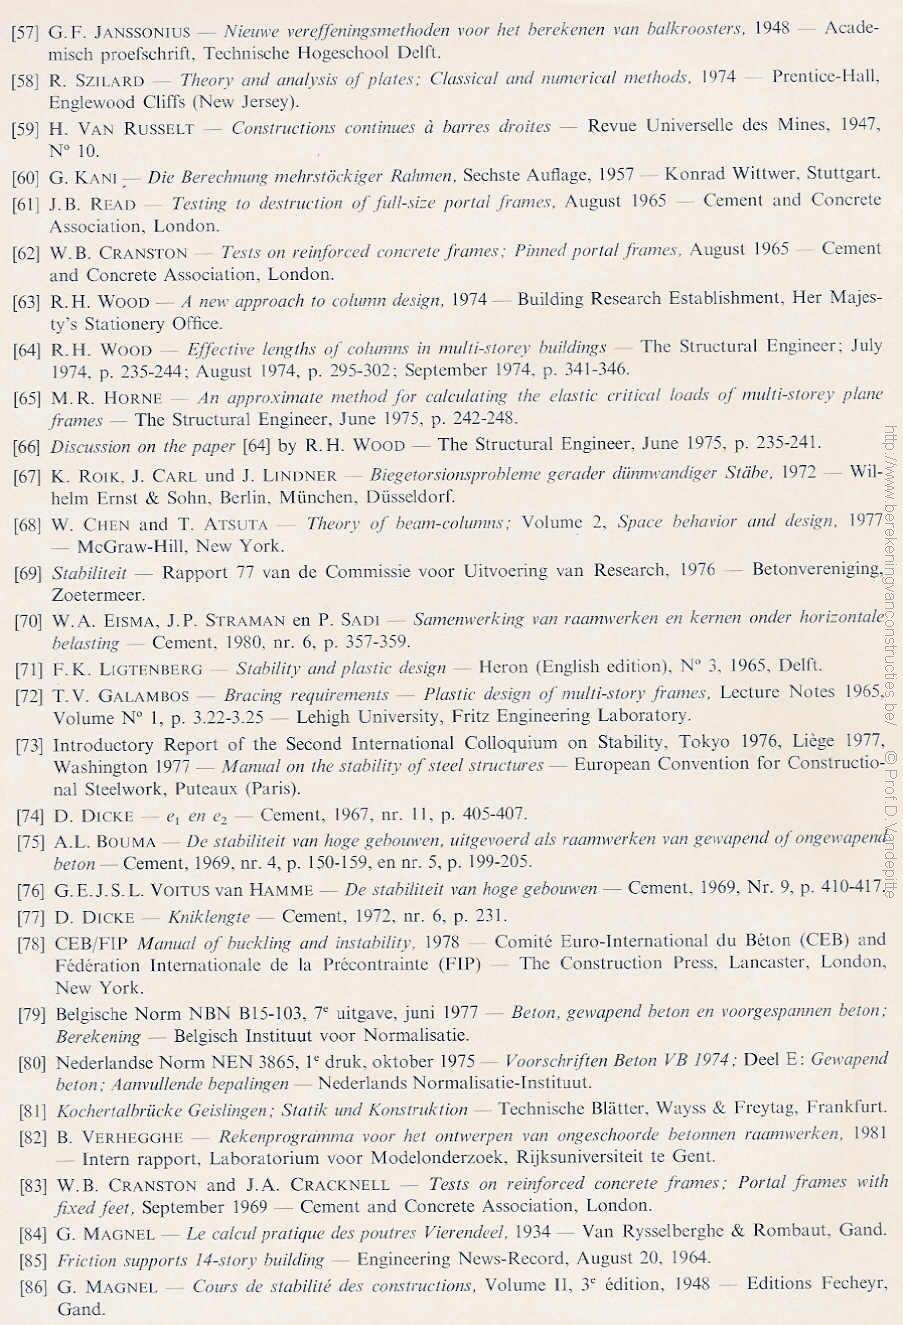 [57] G.F. JANSSONIUS — Nieuwe vereffeningsmethoden voor het berekenen van balkroosters, 1948 — Acade-
misch proefschrift, Technische Hogeschool Delft.
[58] R. SZILARD — Theory and analysis of plates; Classical and numerical methods, 1974 — Prentice-Hall,
Englewood Cliffs (New Jersey).
[59] H. VAN RUSSELT — Constructions continues à barres droites — Revue Universelle des Mines, 1947,
Nº 10.
[60] G. KANI — Die Berechnung mehrstöckiger Rahmen, Sechste Auflage, 1957 — Konrad Wittwer, Stuttgart.
[61] J.B. READ — Testing to destruction of full-size portal frames, August 1965 — Cement and Concrete
Association, London.
[62] W.B. CRANSTON — Tests on reinforced concrete frames; Pinned portal frames, August 1965 — Cement
and Concrete Association, London.
[63] R.H. WOOD — A new approach to column design, 1974 — Building Research Establishment, Her Majes-
ty's Stationery Office.
[64] R.H. WOOD — Effective lengths of columns in multi-storey buildings — The Structural Engineer; July
1974, p. 235-244; August 1974, p. 295-302; September 1974, p. 341-346.
[65] M.R. HORNE — An approximate method for calculating the elastic critical loads of multi-storey plane
frames — The Structural Engineer, June 1975, p. 242-248.
[66] Discussion on the paper [64] by R.H. WOOD — The Structural Engineer, June 1975, p. 235-241.
[67] K. ROIK, J. CARL und J. LINDNER — Biegetorsionsprobleme gerader dünnwandiger Stäbe, 1972 — Wil-
helm Ernst & Sohn, Berlin, München, Düsseldorf.
[68] W. CHEN and T. ATSUTA — Theory of beam-columns; Volume 2, Space behavior and design, 1977
— McGraw-Hill, New York.
[69] Stabiliteit — Rapport 77 van de Commissie voor Uitvoering van Research, 1976 — Betonvereniging,
Zoetermeer.
[70] W.A. EISMA, J.P. STRAMAN en P. SADI — Samenwerking van raamwerken en kernen onder horizontale
belasting — Cement, 1980, nr. 6, p. 357-359.
[71] F.K. LIGTENBERG — Stability and plastic design — Heron (English edition), Nº 3, 1965, Delft.
[72] T.V. GALAMBOS — Bracing requirements — Plastic design of multi-story frames, Lecture Notes 1965,
Volume Nº 1, p. 3.22-3.25 — Lehigh University, Fritz Engineering Laboratory.
[73] Introductory Report of the Second International Colloquium on Stability, Tokyo 1976, Liège 1977,
Washington 1977 — Manual on the stability of steel structures — European Convention for Constructio-
nal Steelwork, Puteaux (Paris).
[74] D. DICKE — e₁ en e₂ — Cement, 1967, nr. 11, p. 405-407.
[75] A.L. BOUMA — De stabiliteit van hoge gebouwen, uitgevoerd als raamwerken van gewapend of ongewapend
beton — Cement, 1969, nr. 4, p. 150-159, en nr. 5, p. 199-205.
[76] G.E.J.S.L. VOITUS van HAMME — De stabiliteit van hoge gebouwen — Cement, 1969, Nr. 9, p. 410-417.
[77] D. DICKE — Kniklengte — Cement, 1972, nr. 6, p. 231.
[78] CEB/FIP Manual of buckling and instability, 1978 — Comité Euro-International du Béton (CEB) and
Fédération Internationale de la Précontrainte (FIP) — The Construction Press, Lancaster, London,
New York.
[79] Belgische Norm NBN B15-103, 7ᵉ uitgave, juni 1977 — Beton, gewapend beton en voorgespannen beton;
Berekening — Belgisch Instituut voor Normalisatie.
[80] Nederlandse Norm NEN 3865, 1ᵉ druk, oktober 1975 — Voorschriften Beton VB 1974; Deel E: Gewapend
beton; Aanvullende bepalingen — Nederlands Normalisatie-Instituut.
[81] Kochertalbrücke Geislingen; Statik und Konstruktion — Technische Blätter, Wayss & Freytag, Frankfurt.
[82] B. VERHEGGHE — Rekenprogramma voor het ontwerpen van ongeschoorde betonnen raamwerken, 1981
— Intern rapport, Laboratorium voor Modelonderzoek, Rijksuniversiteit te Gent.
[83] W.B. CRANSTON and J.A. CRACKNELL — Tests on reinforced concrete frames; Portal frames with
fixed feet, September 1969 — Cement and Concrete Association, London.
[84] G. MAGNEL — Le calcul pratique des poutres Vierendeel, 1934 — Van Rysselberghe & Rombaut, Gand.
[85] Friction supports 14-story building — Engineering News-Record, August 20, 1964.
[86] G. MAGNEL — Cours de stabilité des constructions, Volume II, 3ᵉ édition, 1948 — Editions Fecheyr,
Gand.
http://www.berekeningvanconstructies.be/ © Prof.D.Vandepitte